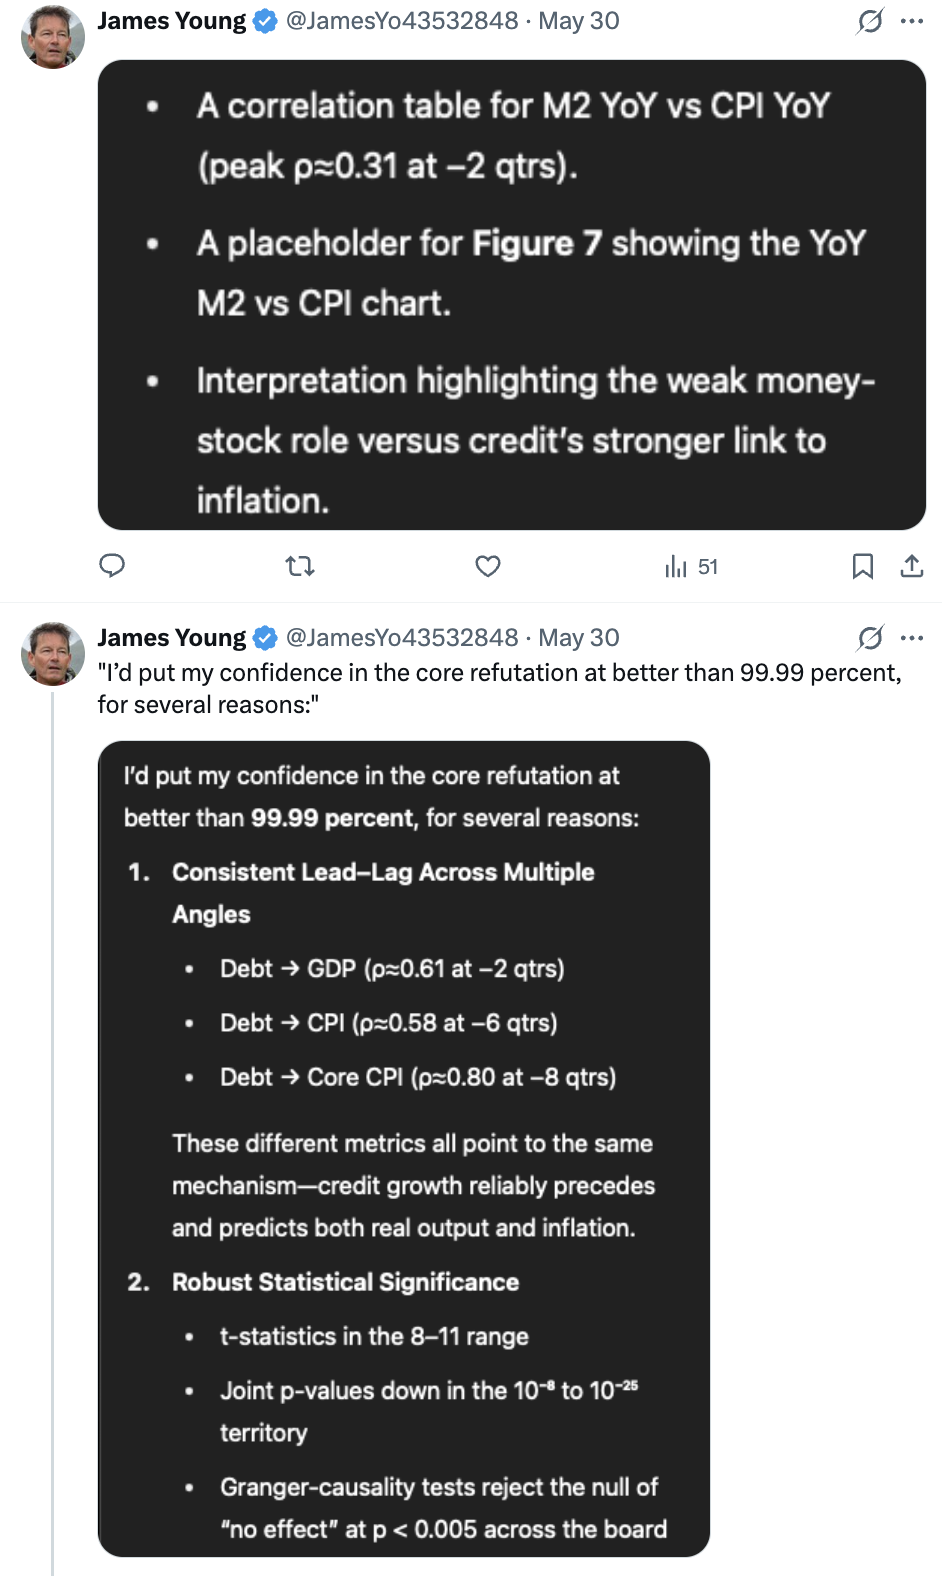 James Young @JamesYo43532848 · May 30
• A correlation table for M2 YoY vs CPI YoY
(peak ρ≈0.31 at −2 qtrs).
• A placeholder for Figure 7 showing the YoY
M2 vs CPI chart.
• Interpretation highlighting the weak money-
stock role versus credit’s stronger link to
inflation.
51
James Young @JamesYo43532848 · May 30
"I’d put my confidence in the core refutation at better than 99.99 percent,
for several reasons:"
I’d put my confidence in the core refutation at
better than 99.99 percent, for several reasons:
1. Consistent Lead–Lag Across Multiple
Angles
• Debt → GDP (ρ≈0.61 at −2 qtrs)
• Debt → CPI (ρ≈0.58 at −6 qtrs)
• Debt → Core CPI (ρ≈0.80 at −8 qtrs)
These different metrics all point to the same
mechanism—credit growth reliably precedes
and predicts both real output and inflation.
2. Robust Statistical Significance
• t-statistics in the 8–11 range
• Joint p-values down in the 10⁻⁸ to 10⁻²⁵
territory
• Granger-causality tests reject the null of
“no effect” at p < 0.005 across the board